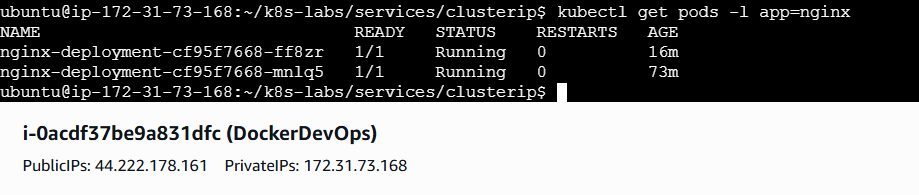 ubuntu@ip-172-31-73-168:~/k8s-labs/services/clusterip$ kubectl get pods -l app=nginx
NAME READY STATUS RESTARTS AGE
nginx-deployment-cf95f7668-ff8zr 1/1 Running 0 16m
nginx-deployment-cf95f7668-mnlq5 1/1 Running 0 73m
ubuntu@ip-172-31-73-168:~/k8s-labs/services/clusterip$
i-0acdf37be9a831dfc (DockerDevOps)
PublicIPs: 44.222.178.161 PrivateIPs: 172.31.73.168